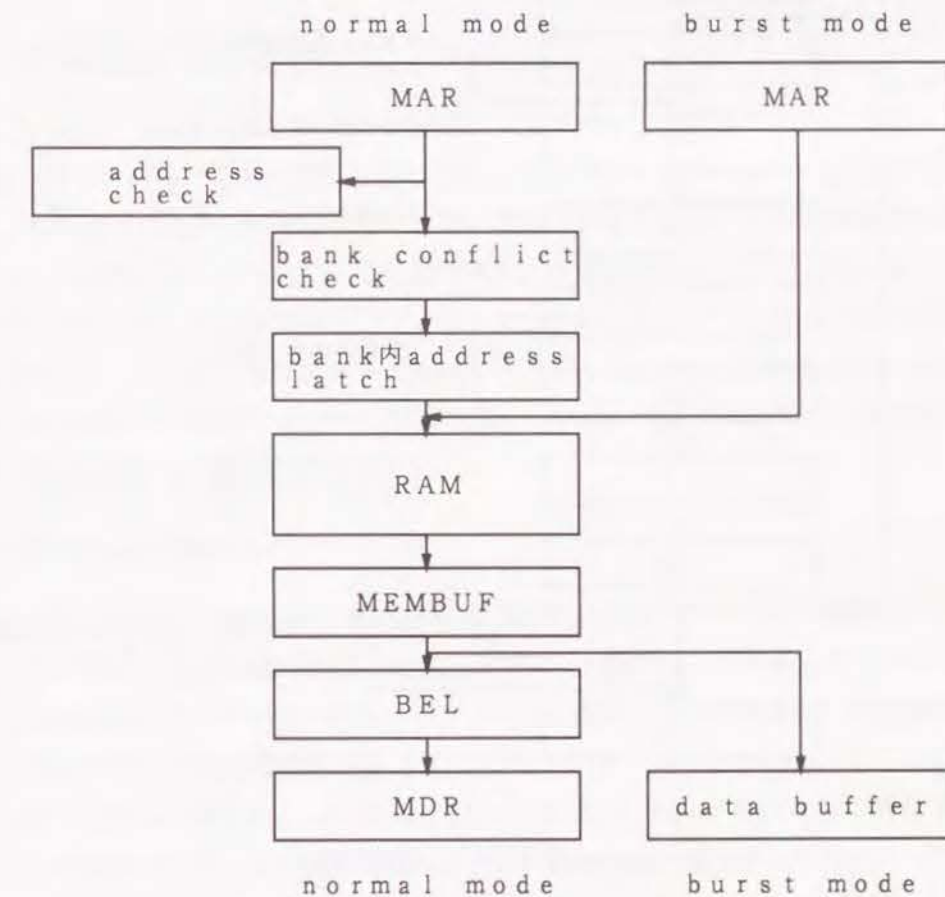 normal mode
burst mode
MAR
MAR
address
check
bank conflict
check
bank内address
latch
RAM
MEMBUF
BEL
MDR
data buffer
normal mode
burst mode